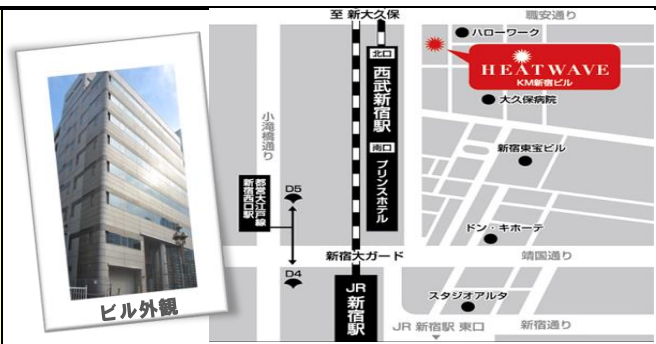 至 新大久保
職安通り
ハローワーク
北口
HEATWAVE
KM新宿ビル
西武新宿駅
大久保病院
小滝橋通り
新宿東宝ビル
南口
プリンスホテル
都営大江戸線
新宿西口駅
D5
ドン・キホーテ
新宿大ガード
靖国通り
D4
JR
新宿駅
スタジオアルタ
JR 新宿駅 東口
新宿通り
ビル外観